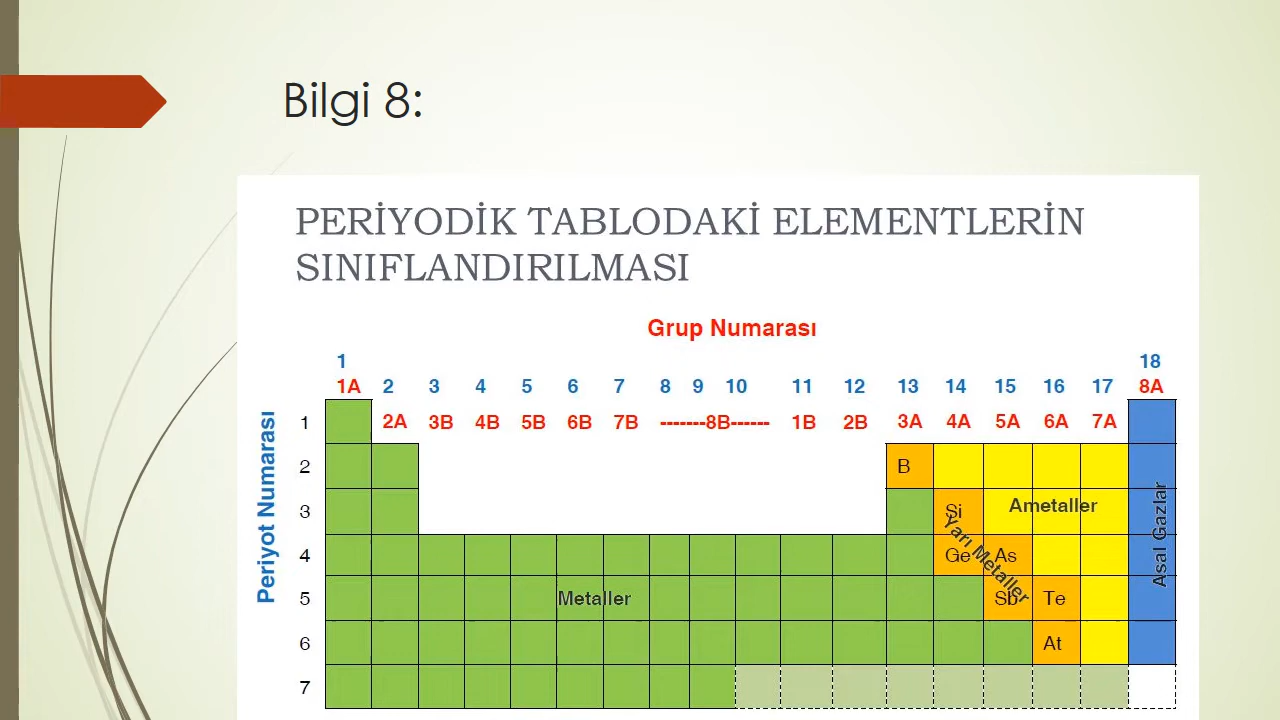 Bilgi 8:
PERİYODİK TABLODAKİ ELEMENTLERİN
SINIFLANDIRILMASI
Grup Numarası
1 18
1A 2 3 4 5 6 7 8 9 10 11 12 13 14 15 16 17 8A
1 2A 3B 4B 5B 6B 7B -------8B------ 1B 2B 3A 4A 5A 6A 7A
2 B
3 Si Ametaller
4 Ge As
5 Metaller Sb Te
6 At
7
Periyot Numarası
Yarı Metaller
Asal Gazlar